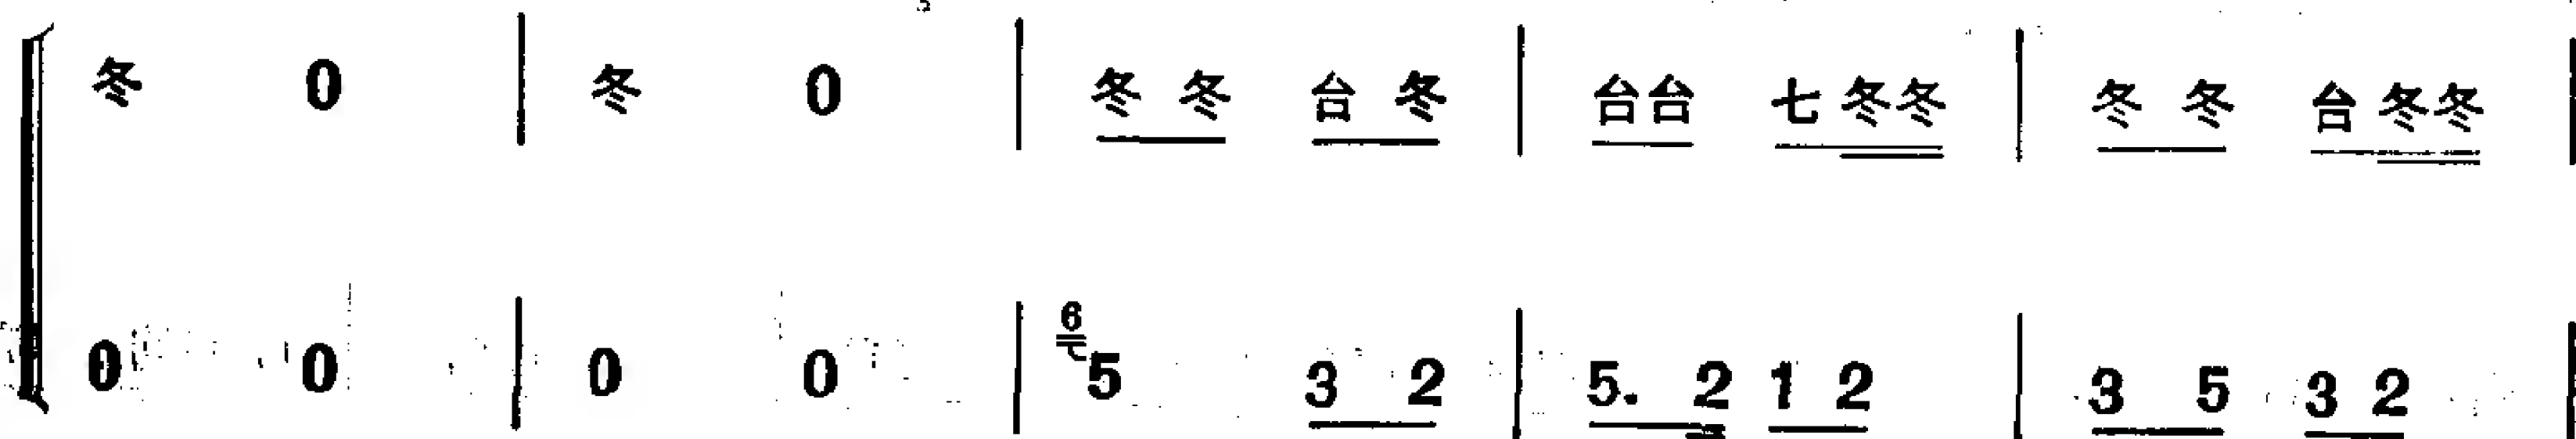 冬 0 | 冬 0 | 冬 冬 台 冬 | 台台 七 冬冬 | 冬 冬 台 冬冬 |
0 0 | 0 0 | 6 5 3 2 | 5. 2 1 2 | 3 5 3 2 |